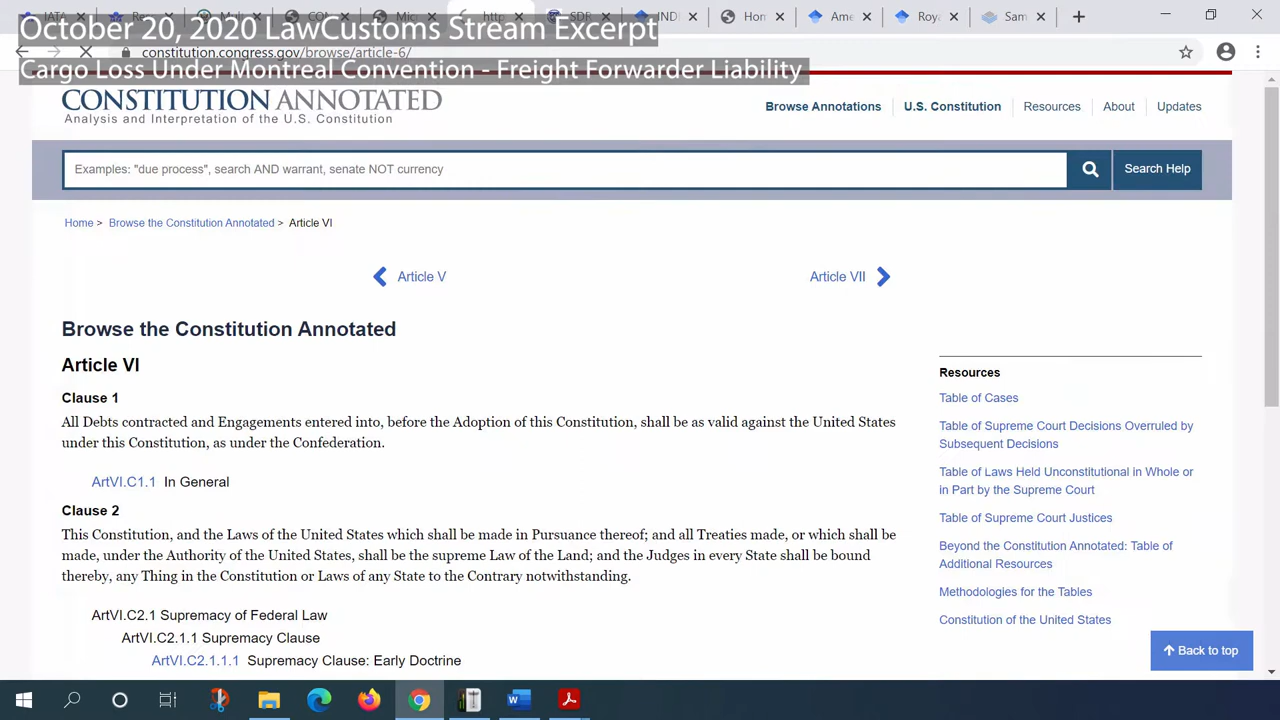 IATA
Re
Mul
CON
Mic
http
SDR
INDI
Hon
Ame
Roya
Sam
October 20, 2020 LawCustoms Stream Excerpt
constitution.congress.gov/browse/article-6/
Cargo Loss Under Montreal Convention - Freight Forwarder Liability
CONSTITUTION ANNOTATED
Analysis and Interpretation of the U.S. Constitution
Browse Annotations
U.S. Constitution
Resources
About
Updates
Examples: "due process", search AND warrant, senate NOT currency
Search Help
Home > Browse the Constitution Annotated > Article VI
Article V
Article VII
Browse the Constitution Annotated
Article VI
Clause 1
All Debts contracted and Engagements entered into, before the Adoption of this Constitution, shall be as valid against the United States
under this Constitution, as under the Confederation.
ArtVI.C1.1 In General
Clause 2
This Constitution, and the Laws of the United States which shall be made in Pursuance thereof; and all Treaties made, or which shall be
made, under the Authority of the United States, shall be the supreme Law of the Land; and the Judges in every State shall be bound
thereby, any Thing in the Constitution or Laws of any State to the Contrary notwithstanding.
ArtVI.C2.1 Supremacy of Federal Law
ArtVI.C2.1.1 Supremacy Clause
ArtVI.C2.1.1.1 Supremacy Clause: Early Doctrine
Resources
Table of Cases
Table of Supreme Court Decisions Overruled by
Subsequent Decisions
Table of Laws Held Unconstitutional in Whole or
in Part by the Supreme Court
Table of Supreme Court Justices
Beyond the Constitution Annotated: Table of
Additional Resources
Methodologies for the Tables
Constitution of the United States
Back to top